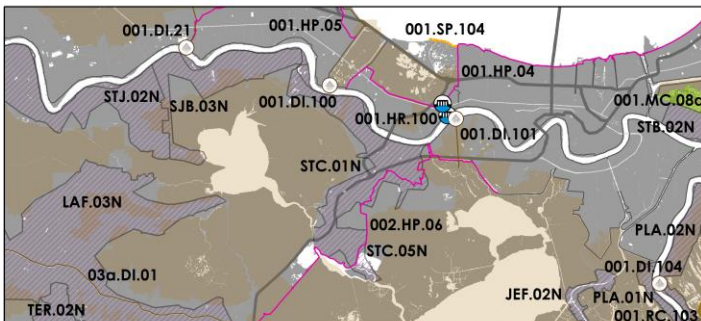 001.DI.21
001.HP.05
001.SP.104
001.HP.04
STJ.02N
SJB.03N
001.DI.100
001.HR.100
001.DI.101
001.MC.08a
STB.02N
STC.01N
LAF.03N
002.HP.06
STC.05N
PLA.02N
03a.DI.01
001.DI.104
TER.02N
JEF.02N
PLA.01N
001.RC.103